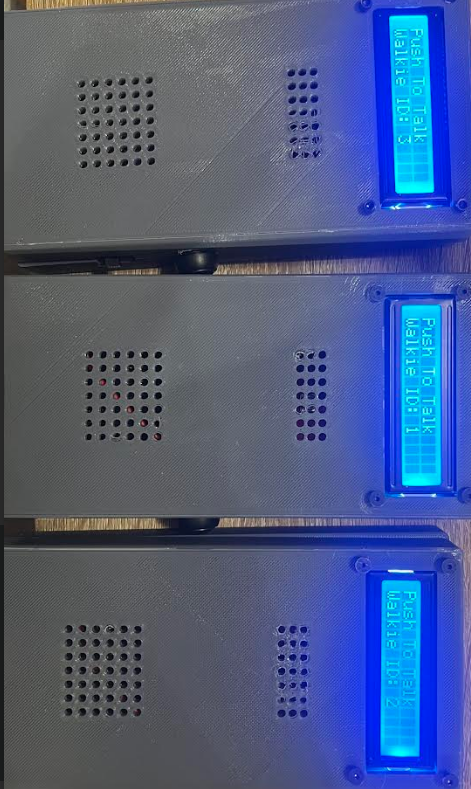 Push To Talk
Walkie ID: 3
Push To Talk
Walkie ID: 1
Push To Talk
Walkie ID: 2